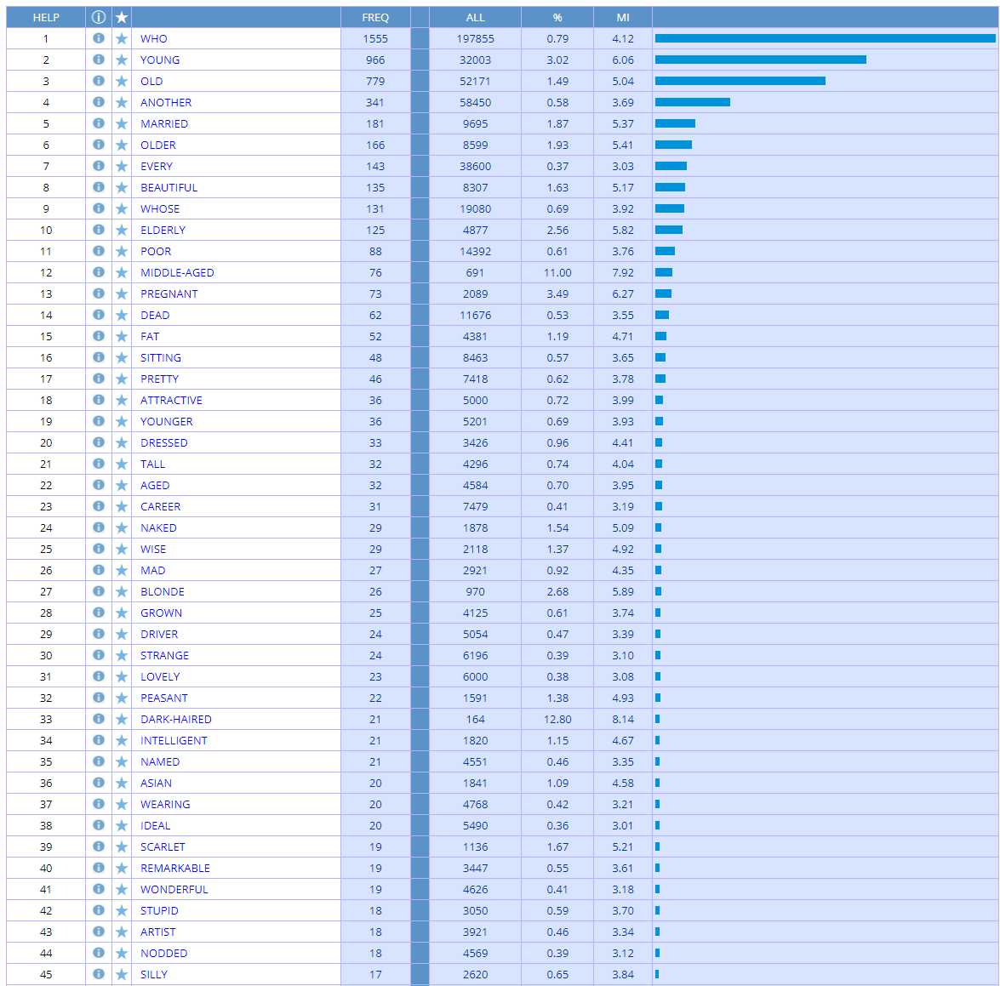 HELP FREQ ALL % MI
1 WHO 1555 197855 0.79 4.12
2 YOUNG 966 32003 3.02 6.06
3 OLD 779 52171 1.49 5.04
4 ANOTHER 341 58450 0.58 3.69
5 MARRIED 181 9695 1.87 5.37
6 OLDER 166 8599 1.93 5.41
7 EVERY 143 38600 0.37 3.03
8 BEAUTIFUL 135 8307 1.63 5.17
9 WHOSE 131 19080 0.69 3.92
10 ELDERLY 125 4877 2.56 5.82
11 POOR 88 14392 0.61 3.76
12 MIDDLE-AGED 76 691 11.00 7.92
13 PREGNANT 73 2089 3.49 6.27
14 DEAD 62 11676 0.53 3.55
15 FAT 52 4381 1.19 4.71
16 SITTING 48 8463 0.57 3.65
17 PRETTY 46 7418 0.62 3.78
18 ATTRACTIVE 36 5000 0.72 3.99
19 YOUNGER 36 5201 0.69 3.93
20 DRESSED 33 3426 0.96 4.41
21 TALL 32 4296 0.74 4.04
22 AGED 32 4584 0.70 3.95
23 CAREER 31 7479 0.41 3.19
24 NAKED 29 1878 1.54 5.09
25 WISE 29 2118 1.37 4.92
26 MAD 27 2921 0.92 4.35
27 BLONDE 26 970 2.68 5.89
28 GROWN 25 4125 0.61 3.74
29 DRIVER 24 5054 0.47 3.39
30 STRANGE 24 6196 0.39 3.10
31 LOVELY 23 6000 0.38 3.08
32 PEASANT 22 1591 1.38 4.93
33 DARK-HAIRED 21 164 12.80 8.14
34 INTELLIGENT 21 1820 1.15 4.67
35 NAMED 21 4551 0.46 3.35
36 ASIAN 20 1841 1.09 4.58
37 WEARING 20 4768 0.42 3.21
38 IDEAL 20 5490 0.36 3.01
39 SCARLET 19 1136 1.67 5.21
40 REMARKABLE 19 3447 0.55 3.61
41 WONDERFUL 19 4626 0.41 3.18
42 STUPID 18 3050 0.59 3.70
43 ARTIST 18 3921 0.46 3.34
44 NODDED 18 4569 0.39 3.12
45 SILLY 17 2620 0.65 3.84